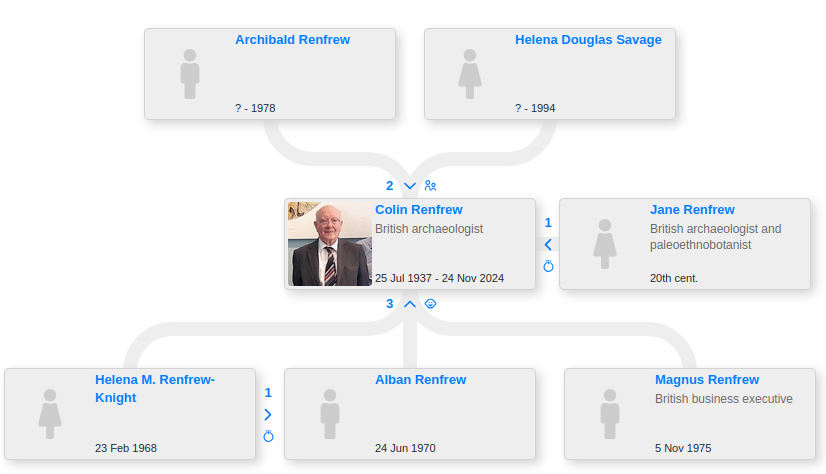 Archibald Renfrew
? - 1978
Helena Douglas Savage
? - 1994
2
Colin Renfrew
British archaeologist
25 Jul 1937 - 24 Nov 2024
1
Jane Renfrew
British archaeologist and
paleoethnobotanist
20th cent.
3
Helena M. Renfrew-
Knight
23 Feb 1968
1
Alban Renfrew
24 Jun 1970
Magnus Renfrew
British business executive
5 Nov 1975